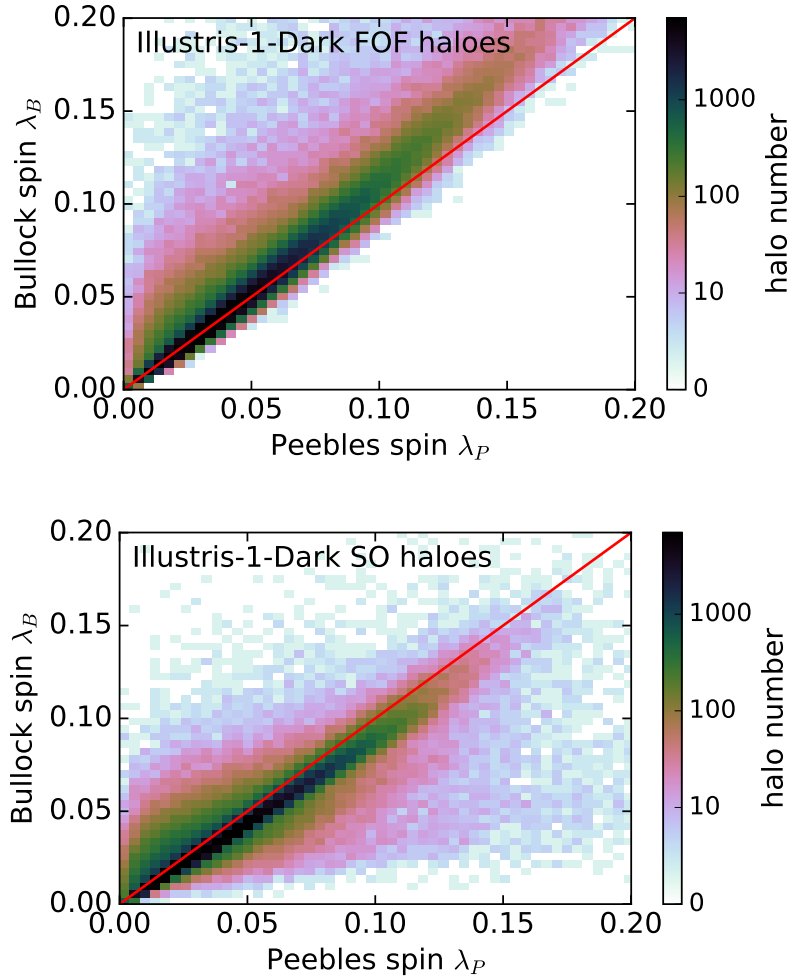 Illustris-1-Dark FOF haloes
0.20
0.15
0.10
0.05
0.00
Bullock spin λ_B
0.00 0.05 0.10 0.15 0.20
Peebles spin λ_P
1000
100
10
0
halo number
Illustris-1-Dark SO haloes
0.20
0.15
0.10
0.05
0.00
Bullock spin λ_B
0.00 0.05 0.10 0.15 0.20
Peebles spin λ_P
1000
100
10
0
halo number